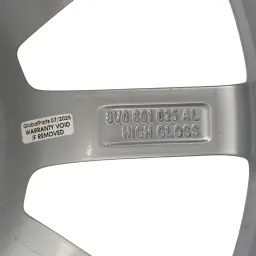 GlobalParts 07/2025
WARRANTY VOID
IF REMOVED
8V0 601 025 AL
HIGH GLOSS